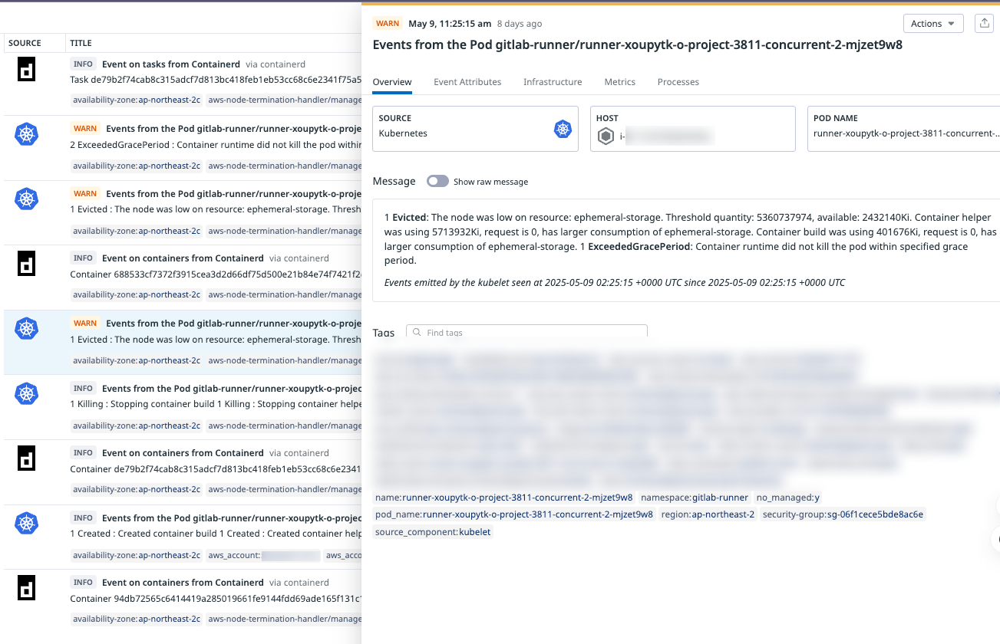 SOURCE TITLE
INFO Event on tasks from Containerd via containerd
Task de79b2f74cab8c315adcf7d813bc418feb1eb53cc68c6e2341f75a5
availability-zone:ap-northeast-2c aws-node-termination-handler/manage
WARN Events from the Pod gitlab-runner/runner-xoupytk-o-proje
2 ExceededGracePeriod : Container runtime did not kill the pod within
availability-zone:ap-northeast-2c aws-node-termination-handler/manage
WARN Events from the Pod gitlab-runner/runner-xoupytk-o-proje
1 Evicted : The node was low on resource: ephemeral-storage. Thresh
availability-zone:ap-northeast-2c aws-node-termination-handler/manage
INFO Event on containers from Containerd via containerd
Container 688533cf7372f3915cea3d2d66df75d500e21b84e74f7421f2
availability-zone:ap-northeast-2c aws-node-termination-handler/manage
WARN Events from the Pod gitlab-runner/runner-xoupytk-o-proje
1 Evicted : The node was low on resource: ephemeral-storage. Thresh
availability-zone:ap-northeast-2c aws-node-termination-handler/manage
INFO Events from the Pod gitlab-runner/runner-xoupytk-o-projec
1 Killing : Stopping container build 1 Killing : Stopping container helpe
availability-zone:ap-northeast-2c aws-node-termination-handler/manage
INFO Event on containers from Containerd via containerd
Container de79b2f74cab8c315adcf7d813bc418feb1eb53cc68c6e2341
availability-zone:ap-northeast-2c aws-node-termination-handler/manage
INFO Events from the Pod gitlab-runner/runner-xoupytk-o-projec
1 Created : Created container build 1 Created : Created container help
availability-zone:ap-northeast-2c aws_account: aws_acco
INFO Event on containers from Containerd via containerd
Container 94db72565c6414419a285019661fe9144fdd69ade165f131c
availability-zone:ap-northeast-2c aws-node-termination-handler/manage
WARN May 9, 11:25:15 am 8 days ago Actions
Events from the Pod gitlab-runner/runner-xoupytk-o-project-3811-concurrent-2-mjzet9w8
Overview Event Attributes Infrastructure Metrics Processes
SOURCE HOST POD NAME
Kubernetes i- runner-xoupytk-o-project-3811-concurrent-...
Message Show raw message
1 Evicted: The node was low on resource: ephemeral-storage. Threshold quantity: 5360737974, available: 2432140Ki. Container helper
was using 5713932Ki, request is 0, has larger consumption of ephemeral-storage. Container build was using 401676Ki, request is 0, has
larger consumption of ephemeral-storage. 1 ExceededGracePeriod: Container runtime did not kill the pod within specified grace
period.
Events emitted by the kubelet seen at 2025-05-09 02:25:15 +0000 UTC since 2025-05-09 02:25:15 +0000 UTC
Tags Find tags
name:runner-xoupytk-o-project-3811-concurrent-2-mjzet9w8 namespace:gitlab-runner no_managed:y
pod_name:runner-xoupytk-o-project-3811-concurrent-2-mjzet9w8 region:ap-northeast-2 security-group:sg-06f1cece5bde8ac6e
source_component:kubelet